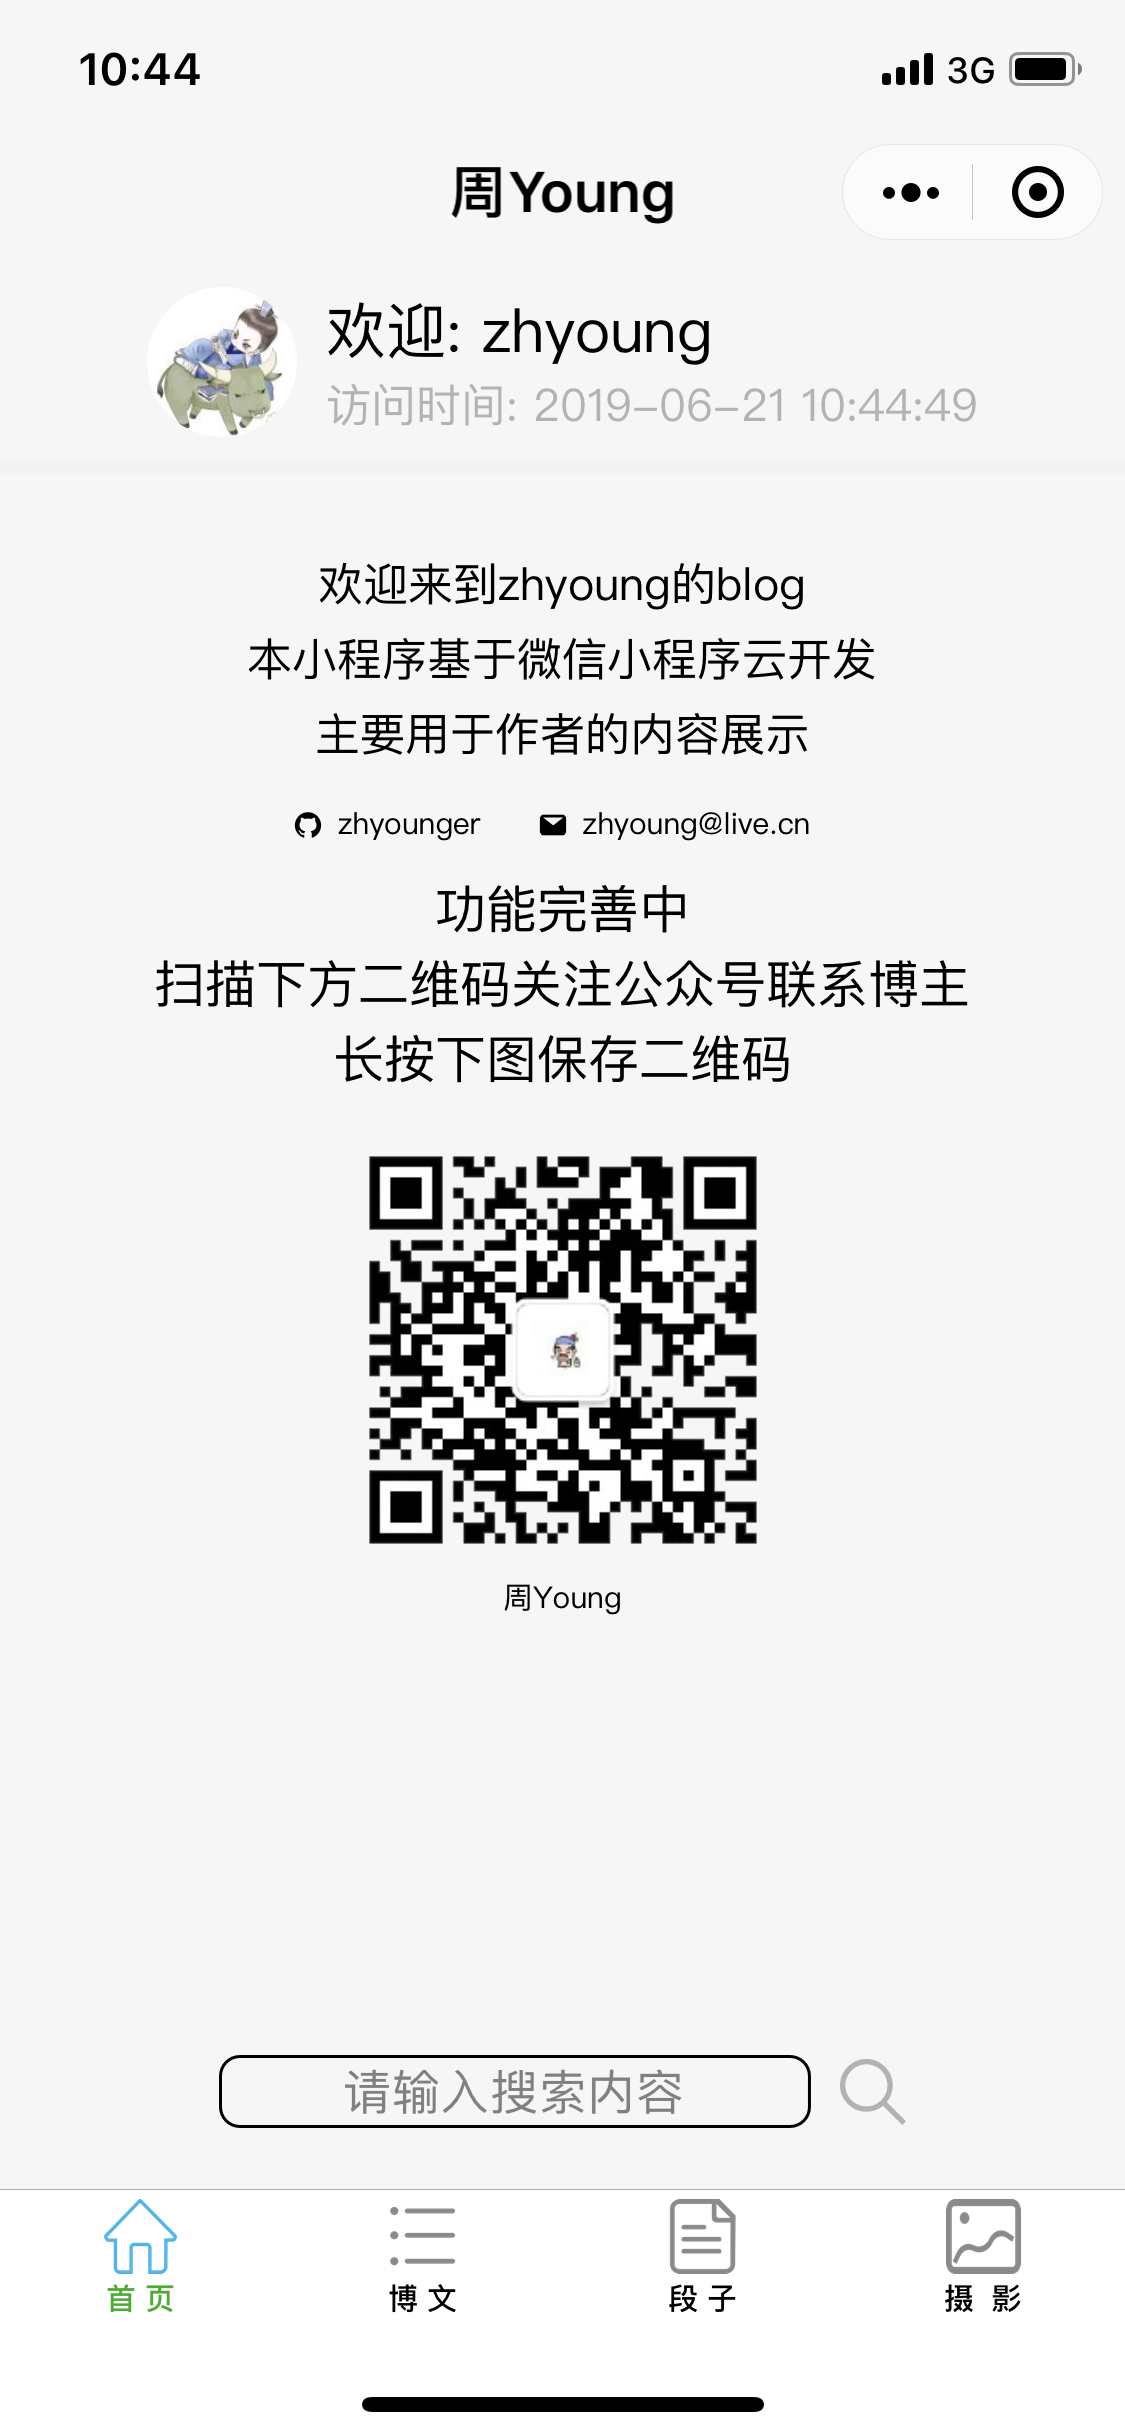 10:44
3G
周Young
欢迎: zhyoung
访问时间: 2019-06-21 10:44:49
欢迎来到zhyoung的blog
本小程序基于微信小程序云开发
主要用于作者的内容展示
zhyounger zhyoung@live.cn
功能完善中
扫描下方二维码关注公众号联系博主
长按下图保存二维码
周Young
请输入搜索内容
首 页 博 文 段 子 摄 影